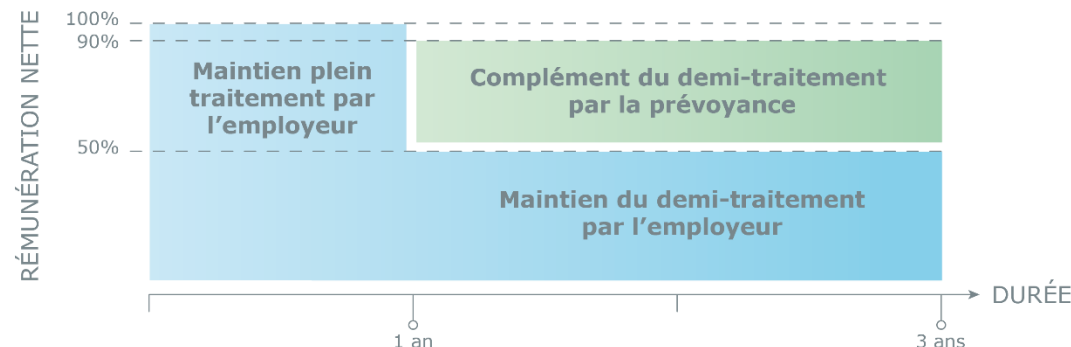 RÉMUNÉRATION NETTE
100%
90%
50%
Maintien plein
traitement par
l’employeur
Complément du demi-traitement
par la prévoyance
Maintien du demi-traitement
par l’employeur
DURÉE
1 an
3 ans